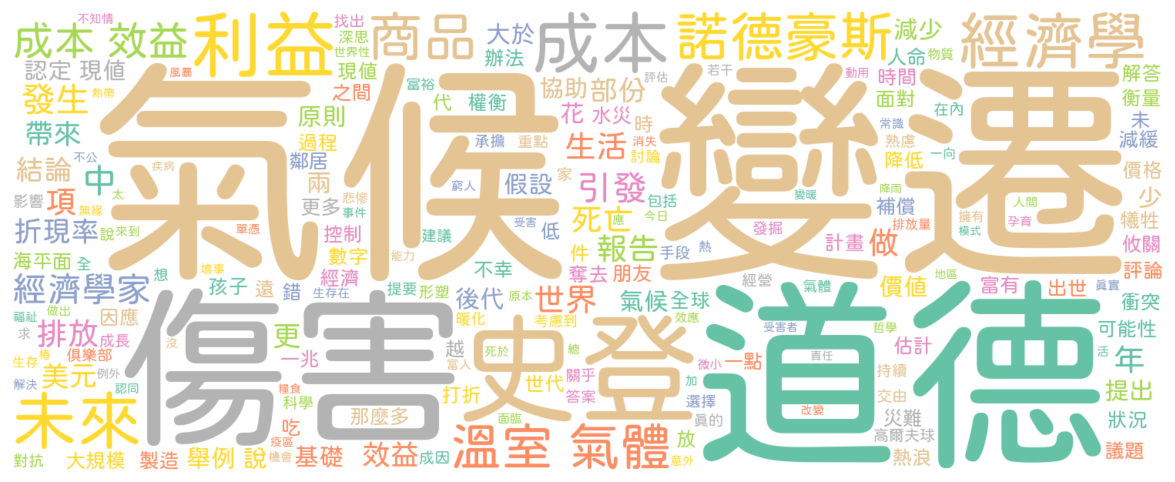 氣候 變遷
傷害
道德
史登
利益
商品
成本
諾德豪斯
經濟學
成本 效益
未來
溫室 氣體
不知情
找出
深思
世界性
大於
辦法
減少
人命
物質
認定 現值
風暴
現值
之間
富裕
代
權衡
協助
部份
評估
若干
動用
時間
面對
在內
解答
衡量
發生
熱帶
原則
花
水災
時
常識
未
減緩
帶來
過程
承擔
重點
生活
消失
討論
熟慮
降低
一向
價格
結論
不公
疾病
鄰居
兩
悲慘
窮人
假設
家
引發
包括
今日
變暖
補償
降雨
排放量
擁有
模式
人間
孕育
少
犧牲
影響
中
太
項
無緣
更多
事件
受害
低
死亡
應
發掘
計畫
做
攸關
折現率
說
來到
單憑
控制
數字
建議
件
報告
手段
熱
評論
海平面
全
壞事
想
遠
錯
經濟
能力
不幸
奪去
朋友
經營
氣體
價值
地區
富有
真實
出世
衝突
經濟學家
孩子
生存在
提要
形塑
原本
後代
世界
氣候
全球
福祉
做出
因應
更
暖化
考慮到
效應
受害者
哲學
可能性
求
排放
成長
沒
一兆
越
富人
死於
總
微小
一點
責任
估計
活
年
生存
俱樂部
捲
例外
美元
解決
認同
糧食
科學
打折
世代
關乎
答案
面臨
加
選擇
持續
交由
提出
那麼多
真的
改變
災難
高爾夫球
狀況
吃
疫區
機會
基礎
效益
成因
放
意外
熱浪
議題
對抗
大規模
製造
舉例 說